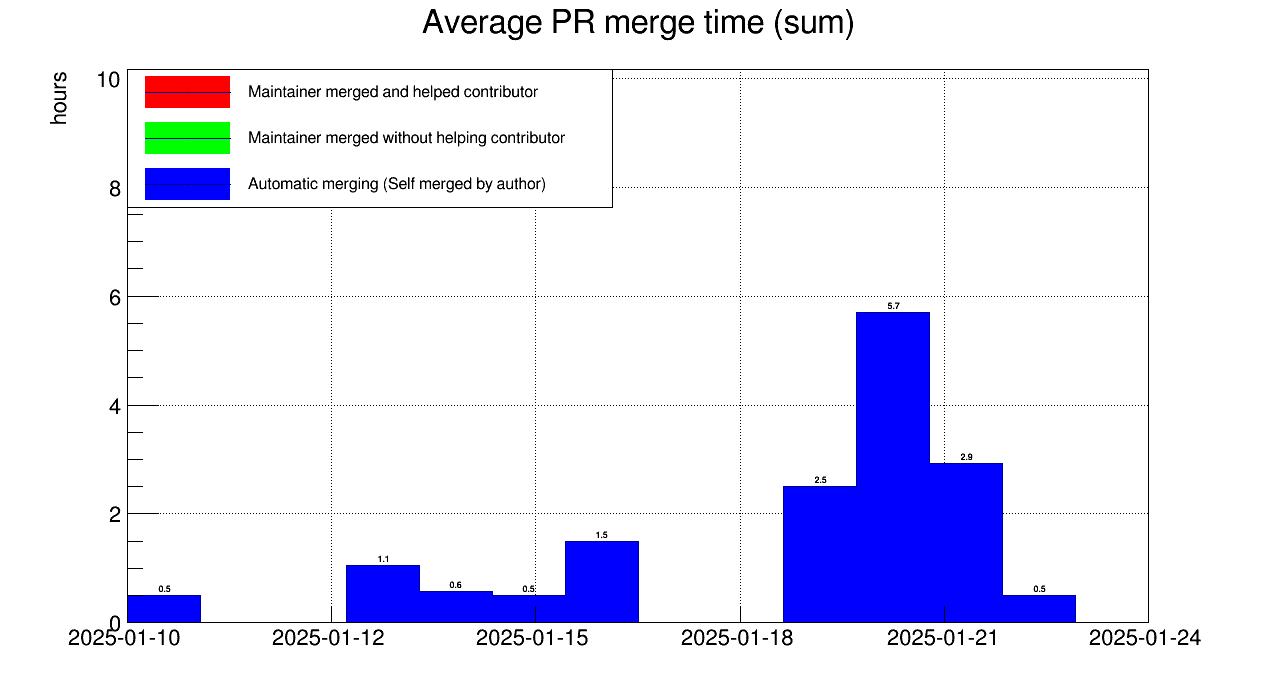 Average PR merge time (sum)
hours
10
8
6
4
2
0
Maintainer merged and helped contributor
Maintainer merged without helping contributor
Automatic merging (Self merged by author)
0.5
1.1
0.6
0.5
1.5
2.5
5.7
2.9
0.5
2025-01-10 2025-01-12 2025-01-15 2025-01-18 2025-01-21 2025-01-24